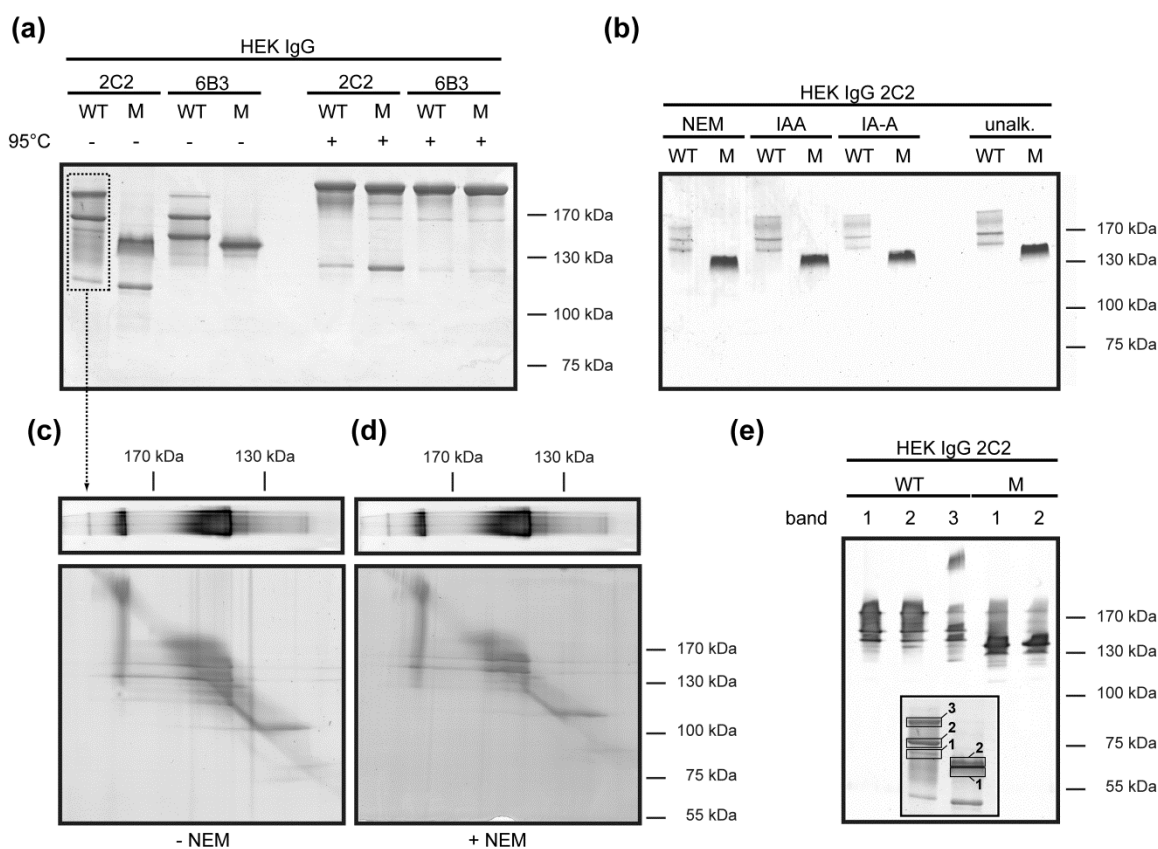 (a)
HEK IgG
2C2 6B3 2C2 6B3
WT M WT M WT M WT M
95°C - - - - + + + +
170 kDa
130 kDa
100 kDa
75 kDa
(b)
HEK IgG 2C2
NEM IAA IA-A unalk.
WT M WT M WT M WT M
170 kDa
130 kDa
100 kDa
75 kDa
(c)
170 kDa 130 kDa
- NEM
(d)
170 kDa 130 kDa
170 kDa
130 kDa
100 kDa
75 kDa
55 kDa
+ NEM
(e)
HEK IgG 2C2
WT M
band 1 2 3 1 2
170 kDa
130 kDa
100 kDa
75 kDa
55 kDa
3
2
1 2
1